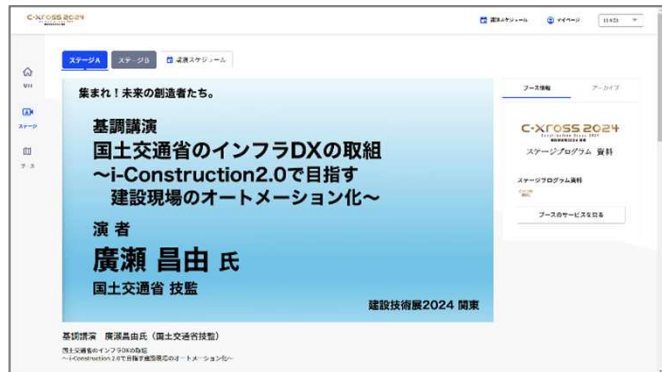 C-XROSS 2024
講演スケジュール
マイページ
ステージA
ステージB
講演スケジュール
ステージ
ブース
集まれ！未来の創造者たち。
基調講演
国土交通省のインフラDXの取組
～i-Construction2.0で目指す
建設現場のオートメーション化～
演 者
廣瀬 昌由 氏
国土交通省 技監
建設技術展2024 関東
ブース情報
アーカイブ
C-XROSS 2024
ステージプログラム 資料
ステージプログラム資料
ブースのサービスを見る
基調講演 廣瀬昌由氏（国土交通省技監）
国土交通省のインフラDXの取組
～i-Construction 2.0で目指す建設現場のオートメーション化～